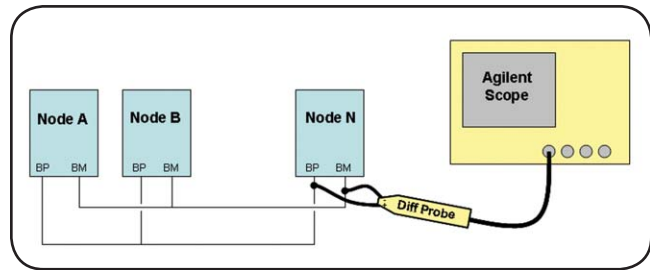 Agilent
Scope
Node A
Node B
Node N
BP
BM
BP
BM
BP
BM
Diff Probe